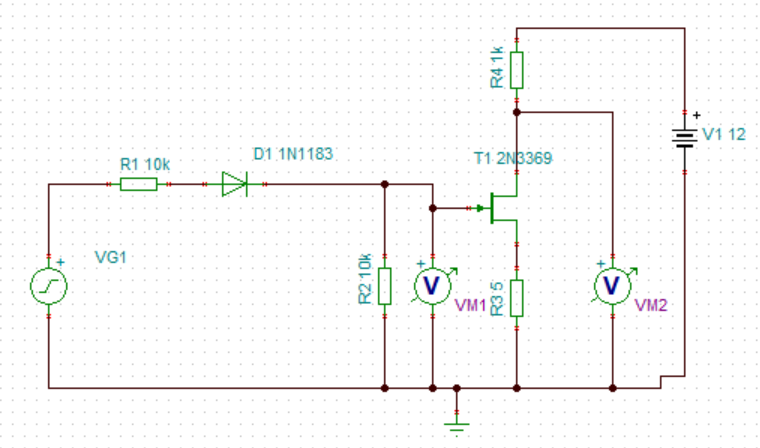 R4 1k
+
V1 12
D1 1N1183
T1 2N3369
R1 10k
VG1
+
R2 10k
+
V
VM1
R3 5
+
V
VM2